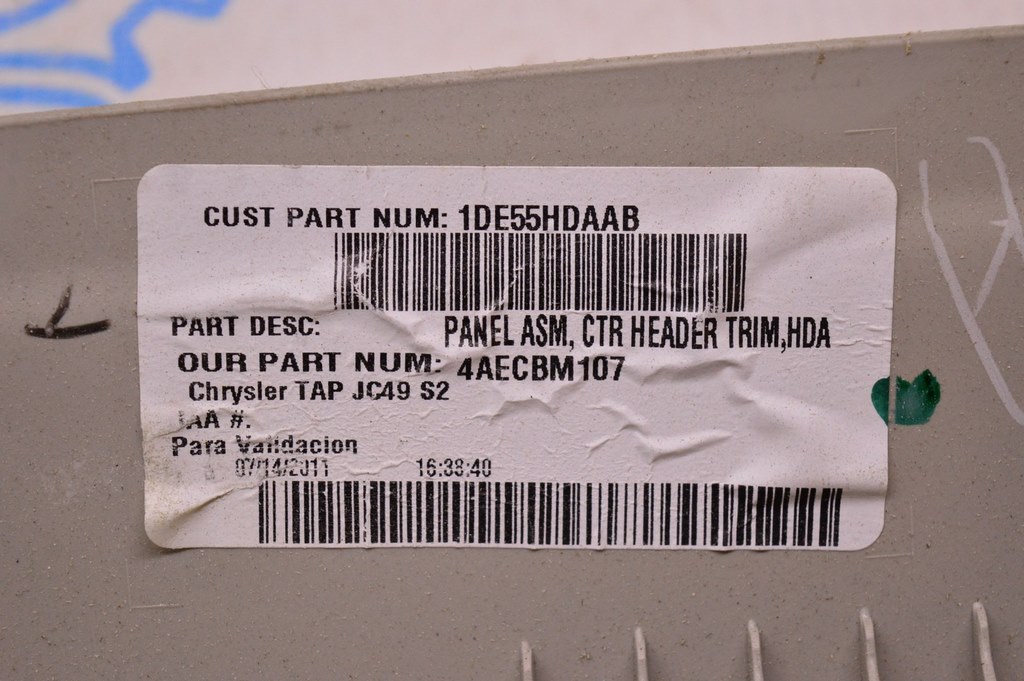 CUST PART NUM: 1DE55HDAAB
PART DESC: PANEL ASM, CTR HEADER TRIM,HDA
OUR PART NUM: 4AECBM107
Chrysler TAP JC49 S2
IAA #.
Para Validacion
07/14/2011 16:38:40